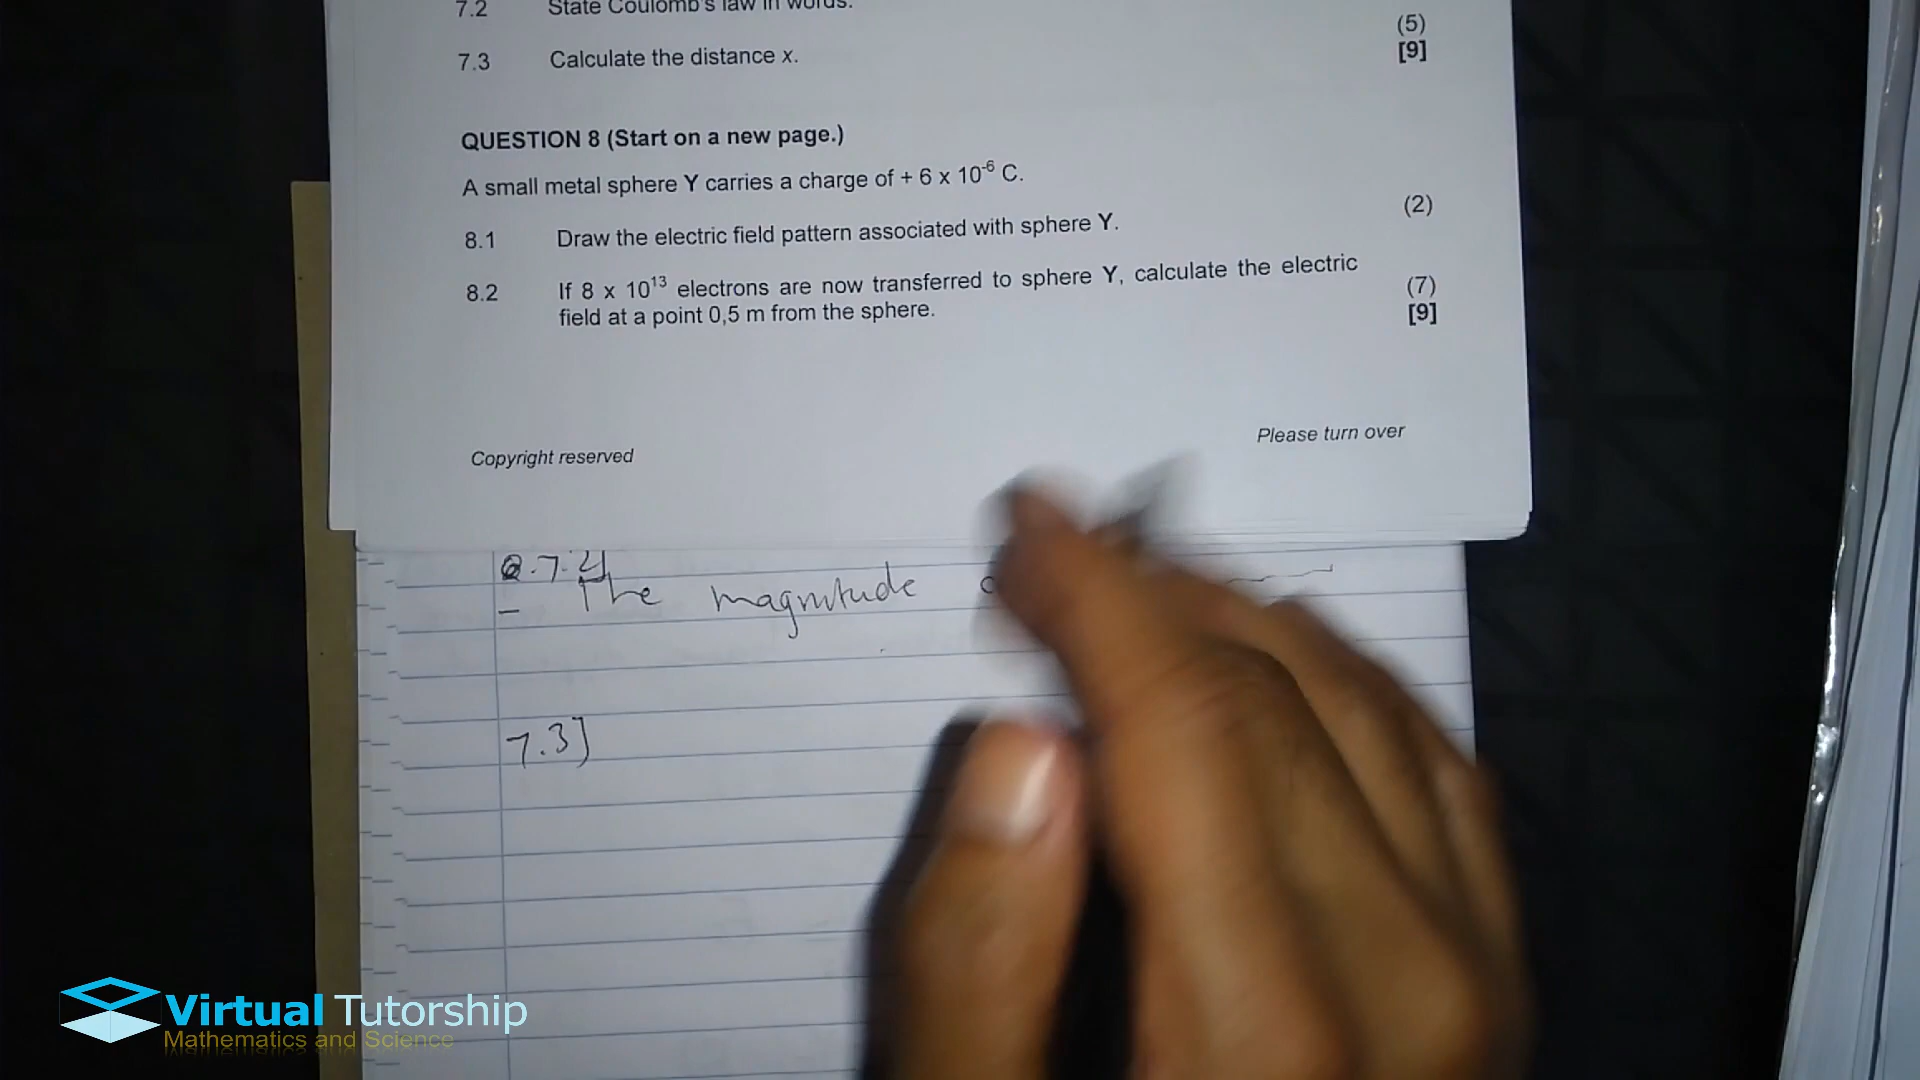 7.2 State Coulomb's law in words.
(5)
7.3 Calculate the distance x.
[9]
QUESTION 8 (Start on a new page.)
A small metal sphere Y carries a charge of + 6 x 10⁻⁶ C.
8.1 Draw the electric field pattern associated with sphere Y. (2)
8.2 If 8 x 10¹³ electrons are now transferred to sphere Y, calculate the electric
field at a point 0,5 m from the sphere. (7)
[9]
Copyright reserved
Please turn over
The magnitude
7.3]
Virtual Tutorship
Mathematics and Science